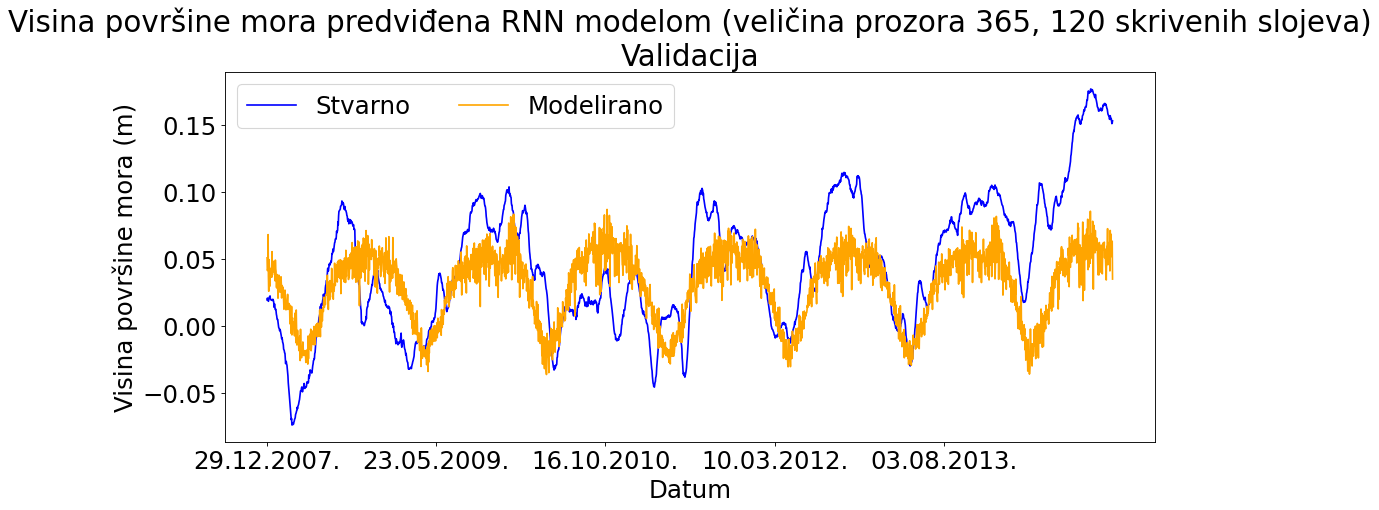 Visina površine mora predviđena RNN modelom (veličina prozora 365, 120 skrivenih slojeva)
Validacija
Stvarno
Modelirano
Visina površine mora (m)
0.15
0.10
0.05
0.00
−0.05
29.12.2007.
23.05.2009.
16.10.2010.
10.03.2012.
03.08.2013.
Datum